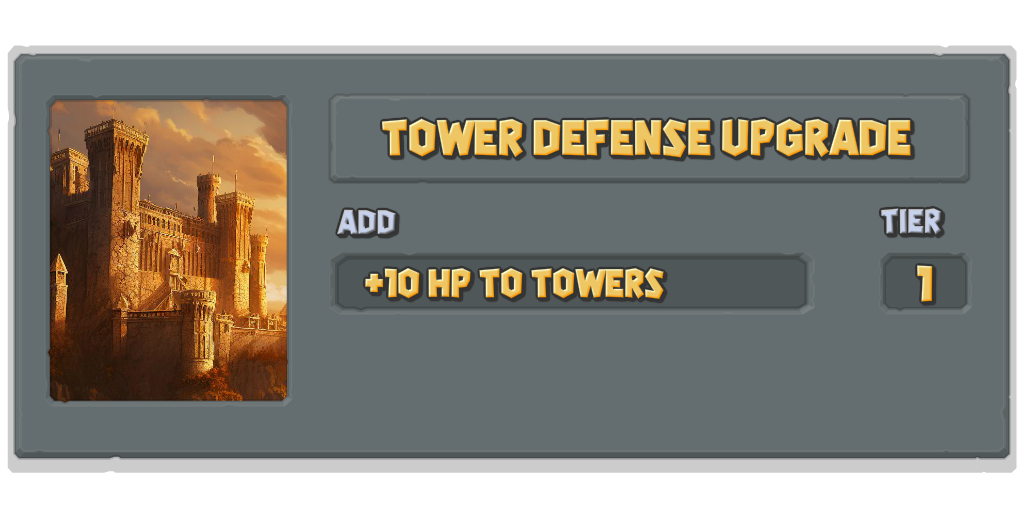 TOWER DEFENSE UPGRADE
ADD
TIER
+10 HP TO TOWERS
1